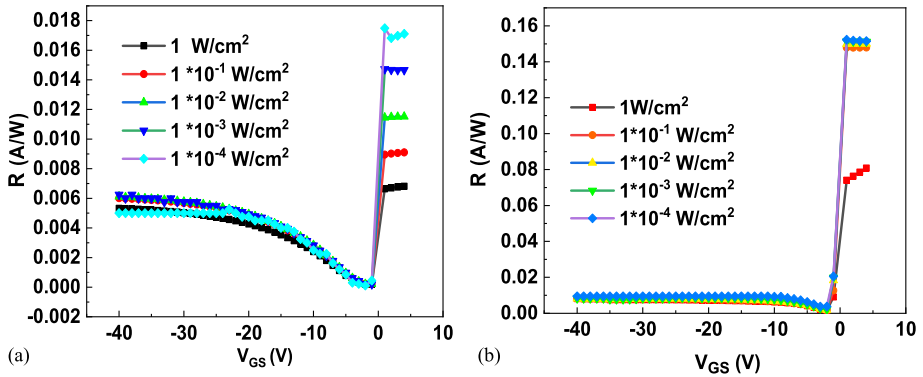 0.018
0.016
0.014
0.012
0.010
0.008
0.006
0.004
0.002
0.000
-0.002
R (A/W)
1 W/cm²
1 *10⁻¹ W/cm²
1 *10⁻² W/cm²
1 *10⁻³ W/cm²
1 *10⁻⁴ W/cm²
-40 -30 -20 -10 0 10
V_GS (V)
(a)
0.16
0.14
0.12
0.10
0.08
0.06
0.04
0.02
0.00
R (A/W)
1W/cm²
1*10⁻¹ W/cm²
1*10⁻² W/cm²
1*10⁻³ W/cm²
1*10⁻⁴ W/cm²
-40 -30 -20 -10 0 10
V_GS (V)
(b)